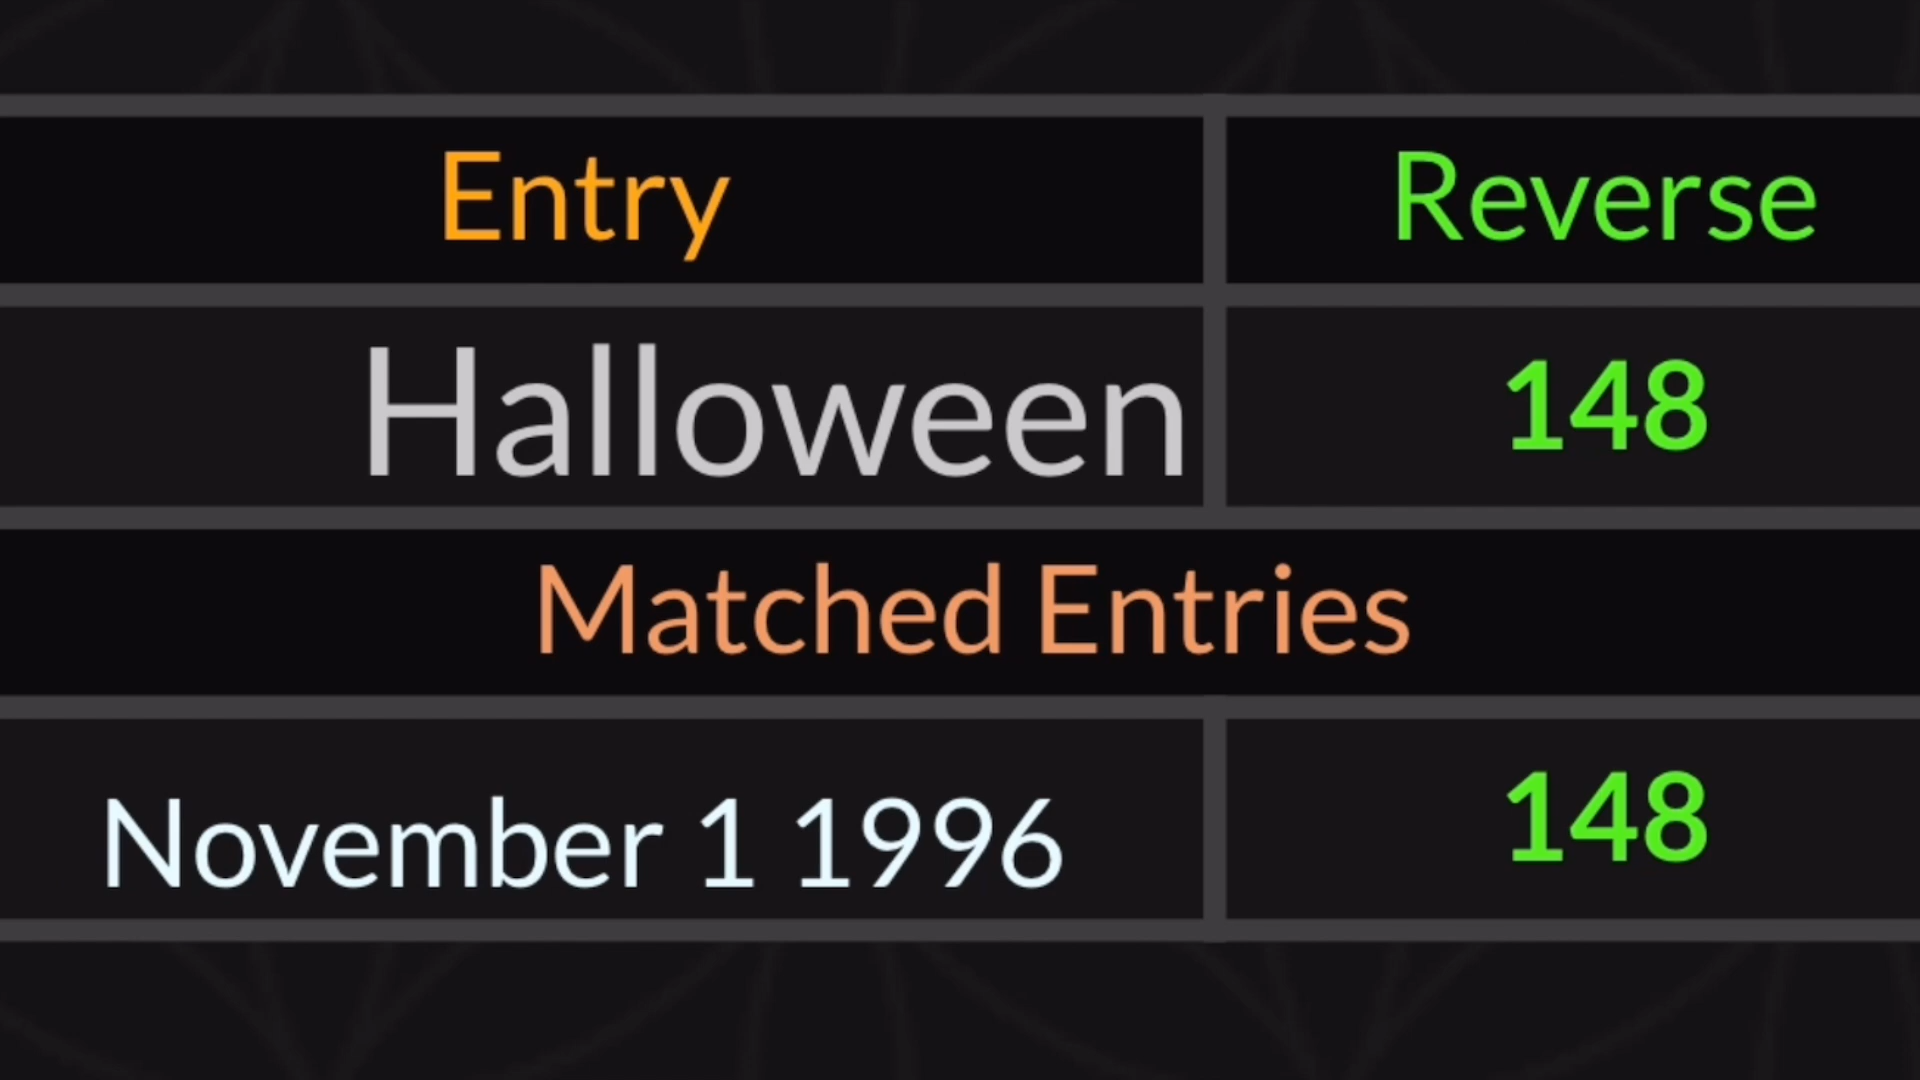 Entry Reverse
Halloween 148
Matched Entries
November 1 1996 148